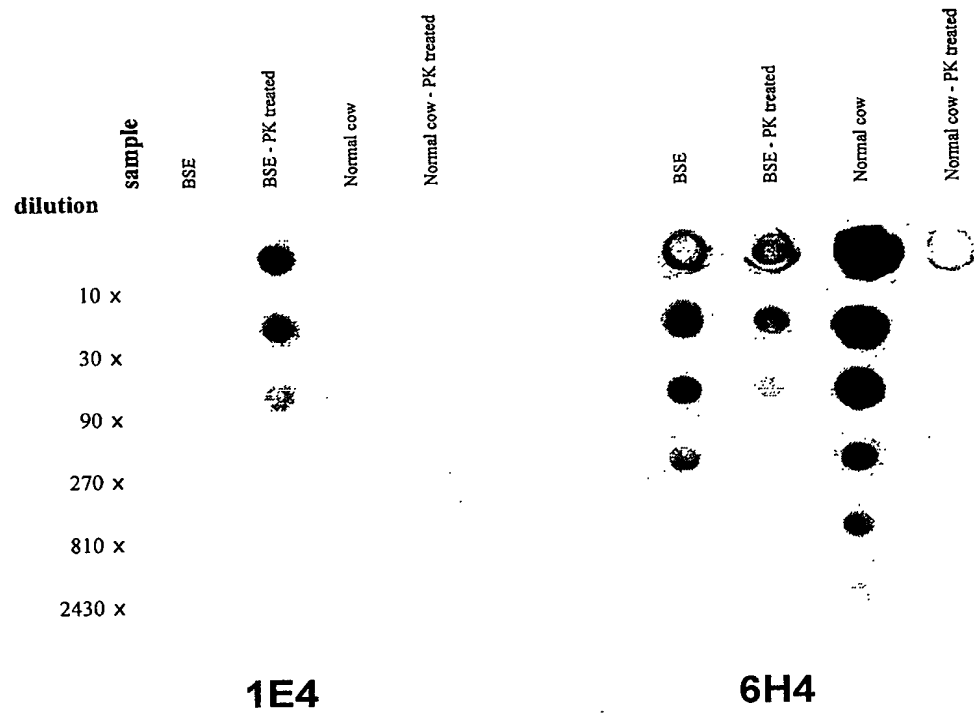 sample
BSE
BSE - PK treated
Normal cow
Normal cow - PK treated
BSE
BSE - PK treated
Normal cow
Normal cow - PK treated
dilution
10 x
30 x
90 x
270 x
810 x
2430 x
1E4
6H4